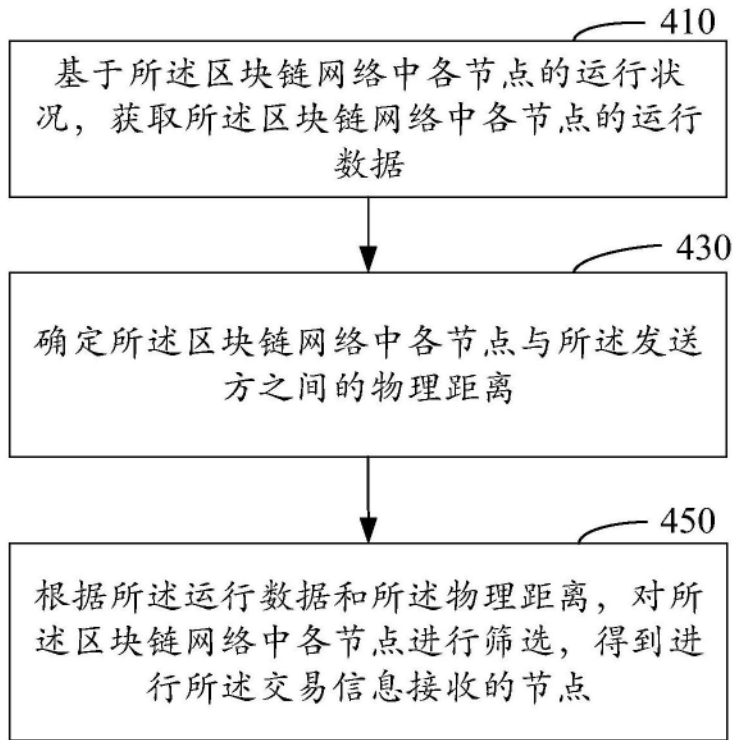 410
基于所述区块链网络中各节点的运行状
况，获取所述区块链网络中各节点的运行
数据
430
确定所述区块链网络中各节点与所述发送
方之间的物理距离
450
根据所述运行数据和所述物理距离，对所
述区块链网络中各节点进行筛选，得到进
行所述交易信息接收的节点